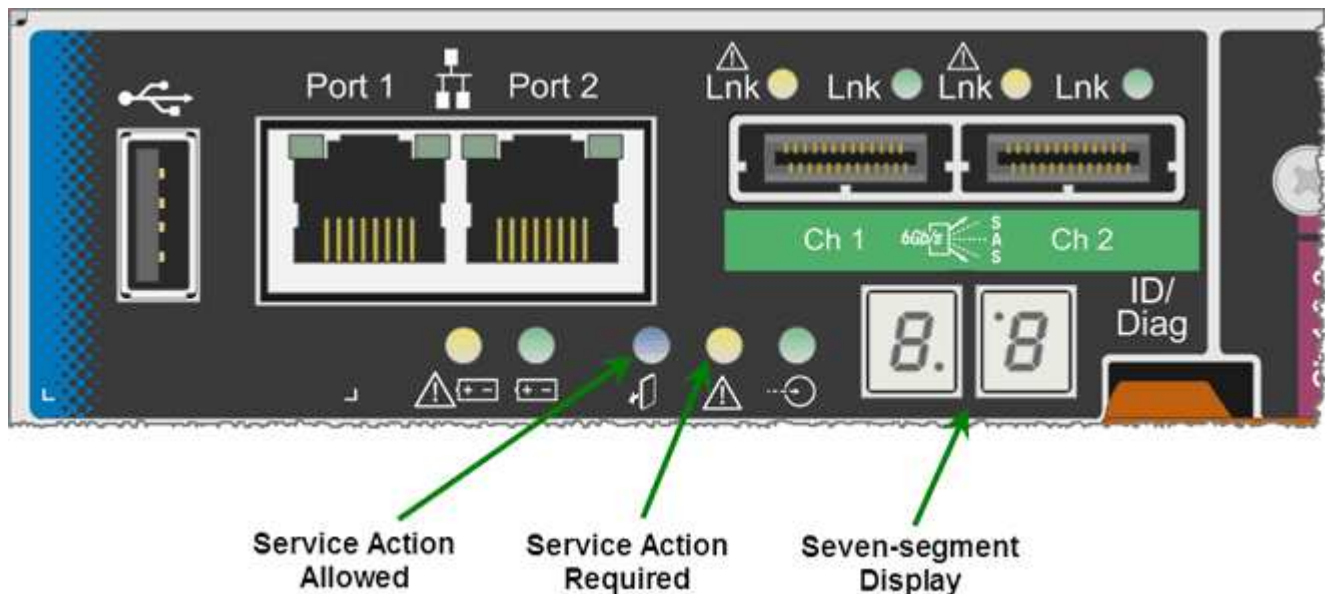 Port 1 Port 2
Lnk Lnk Lnk Lnk
Ch 1 6Gb/s SAS Ch 2
ID/
Diag
8. 8
Service Action
Allowed
Service Action
Required
Seven-segment
Display